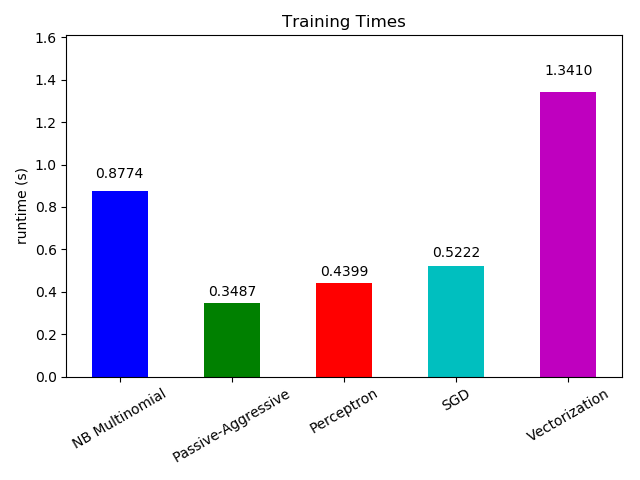 Training Times
1.6
1.4
1.2
1.0
0.8
0.6
0.4
0.2
0.0
runtime (s)
0.8774
0.3487
0.4399
0.5222
1.3410
NB Multinomial
Passive-Aggressive
Perceptron
SGD
Vectorization